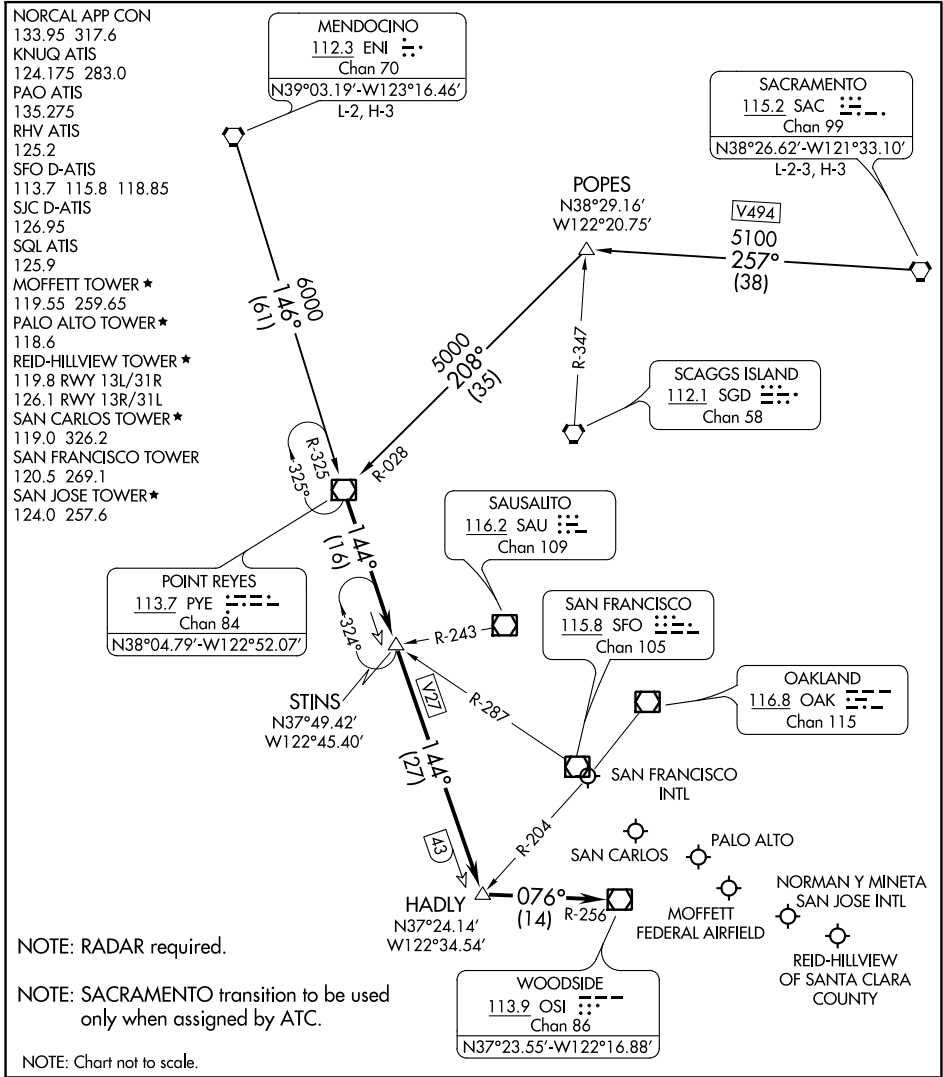 NORCAL APP CON
133.95 317.6
KNUQ ATIS
124.175 283.0
PAO ATIS
135.275
RHV ATIS
125.2
SFO D-ATIS
113.7 115.8 118.85
SJC D-ATIS
126.95
SQL ATIS
125.9
MOFFETT TOWER★
119.55 259.65
PALO ALTO TOWER★
118.6
REID-HILLVIEW TOWER★
119.8 RWY 13L/31R
126.1 RWY 13R/31L
SAN CARLOS TOWER★
119.0 326.2
SAN FRANCISCO TOWER
120.5 269.1
SAN JOSE TOWER★
124.0 257.6
MENDOCINO
112.3 ENI
Chan 70
N39°03.19'-W123°16.46'
L-2, H-3
SACRAMENTO
115.2 SAC
Chan 99
N38°26.62'-W121°33.10'
L-2-3, H-3
POPES
N38°29.16'
W122°20.75'
V494
5100
257°
(38)
6000
146°
(61)
5000
208°
(35)
R-347
SCAGGS ISLAND
112.1 SGD
Chan 58
R-325
325°
R-028
POINT REYES
113.7 PYE
Chan 84
N38°04.79'-W122°52.07'
144°
(16)
SAUSALITO
116.2 SAU
Chan 109
R-243
324°
STINS
N37°49.42'
W122°45.40'
SAN FRANCISCO
115.8 SFO
Chan 105
R-287
OAKLAND
116.8 OAK
Chan 115
V27
144°
(27)
SAN FRANCISCO
INTL
R-204
43
SAN CARLOS
PALO ALTO
MOFFETT
FEDERAL AIRFIELD
NORMAN Y MINETA
SAN JOSE INTL
REID-HILLVIEW
OF SANTA CLARA
COUNTY
HADLY
N37°24.14'
W122°34.54'
076°
(14)
R-256
WOODSIDE
113.9 OSI
Chan 86
N37°23.55'-W122°16.88'
NOTE: RADAR required.
NOTE: SACRAMENTO transition to be used
only when assigned by ATC.
NOTE: Chart not to scale.